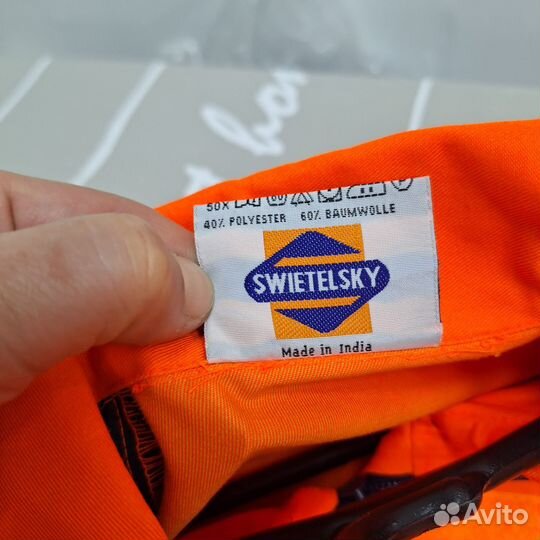 50X
40% POLYESTER 60% BAUMWOLLE
SWIETELSKY
Made in India
Avito